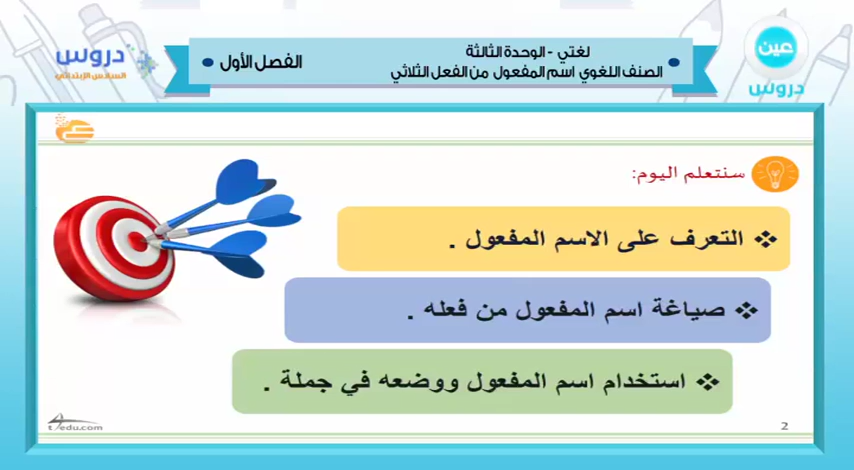 عين
دروس
لغتي - الوحدة الثالثة
الصنف اللغوي اسم المفعول من الفعل الثلاثي
الفصل الأول
دروس
السادس الإبتدائي
سنتعلم اليوم:
التعرف على الاسم المفعول .
صياغة اسم المفعول من فعله .
استخدام اسم المفعول ووضعه في جملة .
t4edu.com
2